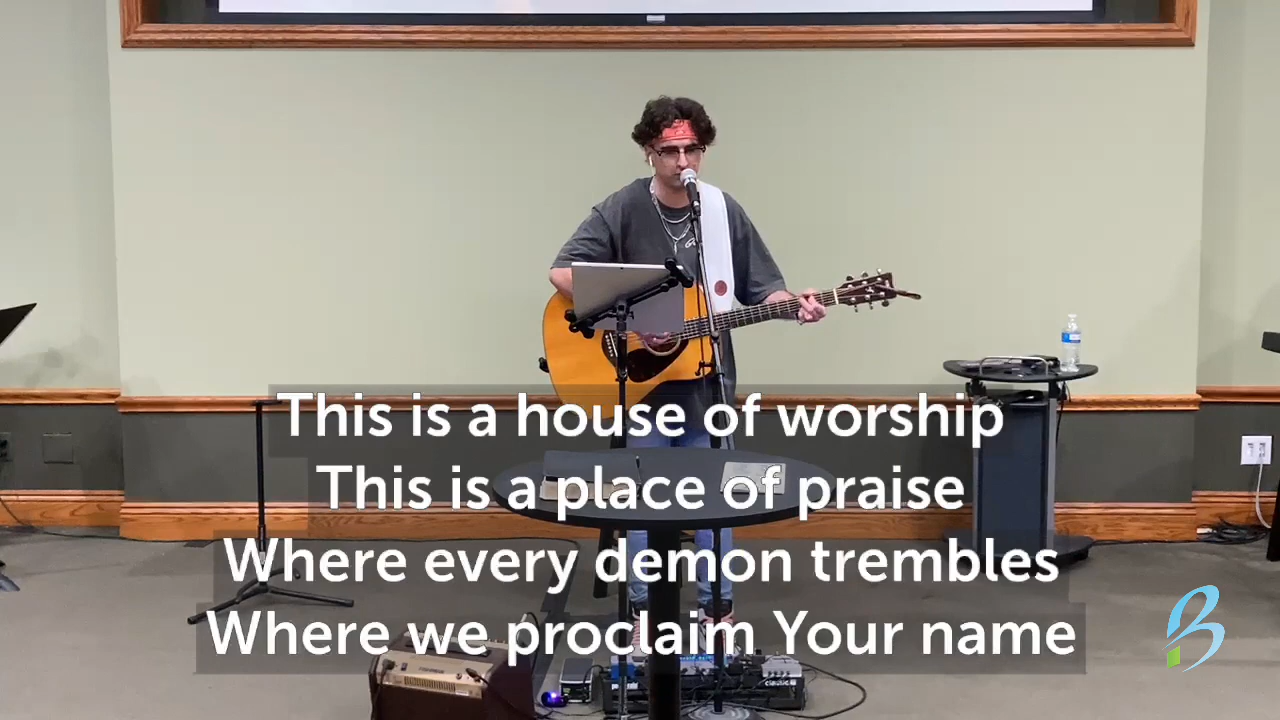 This is a house of worship
This is a place of praise
Where every demon trembles
Where we proclaim Your name
B